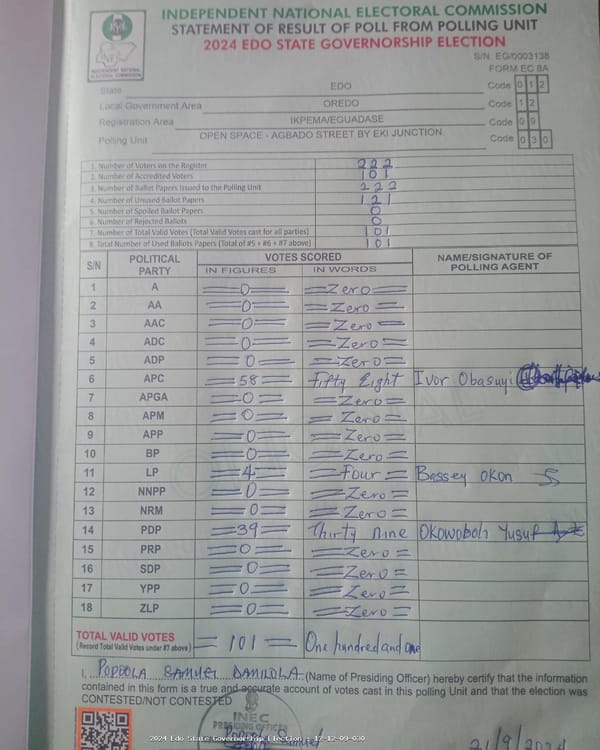 INDEPENDENT NATIONAL ELECTORAL COMMISSION
STATEMENT OF RESULT OF POLL FROM POLLING UNIT
2024 EDO STATE GOVERNORSHIP ELECTION
S/N: EG/0003138
FORM EC 8A
State EDO Code 0 1 2
Local Government Area OREDO Code 1 2
Registration Area IKPEMA/EGUADASE Code 0 9
Polling Unit OPEN SPACE - AGBADO STREET BY EKI JUNCTION Code 0 3 0
1. Number of Voters on the Register 222
2. Number of Accredited Voters 101
3. Number of Ballot Papers Issued to the Polling Unit 222
4. Number of Unused Ballot Papers 121
5. Number of Spoiled Ballot Papers 0
6. Number of Rejected Ballots 0
7. Number of Total Valid Votes (Total Valid Votes cast for all parties) 101
8. Total Number of Used Ballots Papers (Total of #5 + #6 + #7 above) 101
S/N POLITICAL PARTY VOTES SCORED NAME/SIGNATURE OF POLLING AGENT
IN FIGURES IN WORDS
1 A 0 Zero
2 AA 0 Zero
3 AAC 0 Zero
4 ADC 0 Zero
5 ADP 0 Zero
6 APC 58 Fifty Eight Ivor Obasuyi
7 APGA 0 Zero
8 APM 0 Zero
9 APP 0 Zero
10 BP 0 Zero
11 LP 4 Four Bassey Okon
12 NNPP 0 Zero
13 NRM 0 Zero
14 PDP 39 Thirty Nine Okowoboh Yusuf
15 PRP 0 Zero
16 SDP 0 Zero
17 YPP 0 Zero
18 ZLP 0 Zero
TOTAL VALID VOTES 101 One hundred and one
(Record Total Valid Votes under #7 above)
I, POPOOLA SAMUEL DAMILOLA (Name of Presiding Officer) hereby certify that the information
contained in this form is a true and accurate account of votes cast in this polling Unit and that the election was
CONTESTED/NOT CONTESTED
INEC
PRESIDING OFFICER
2024 Edo State Governorship Election : 12-12-09-030
21/9/2024